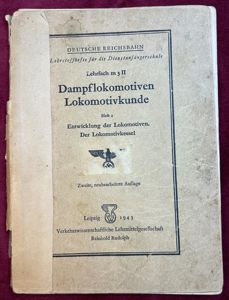 DEUTSCHE REICHSBAHN
Lehrstoffhefte für die Dienstanfängerschule
Lehrfach m 3 II
Dampflokomotiven
Lokomotivkunde
Heft 2
Entwicklung der Lokomotiven.
Der Lokomotivkessel
Zweite, neubearbeitete Auflage
Leipzig 1943
Verkehrswissenschaftliche Lehrmittelgesellschaft
Reinhold Rudolph